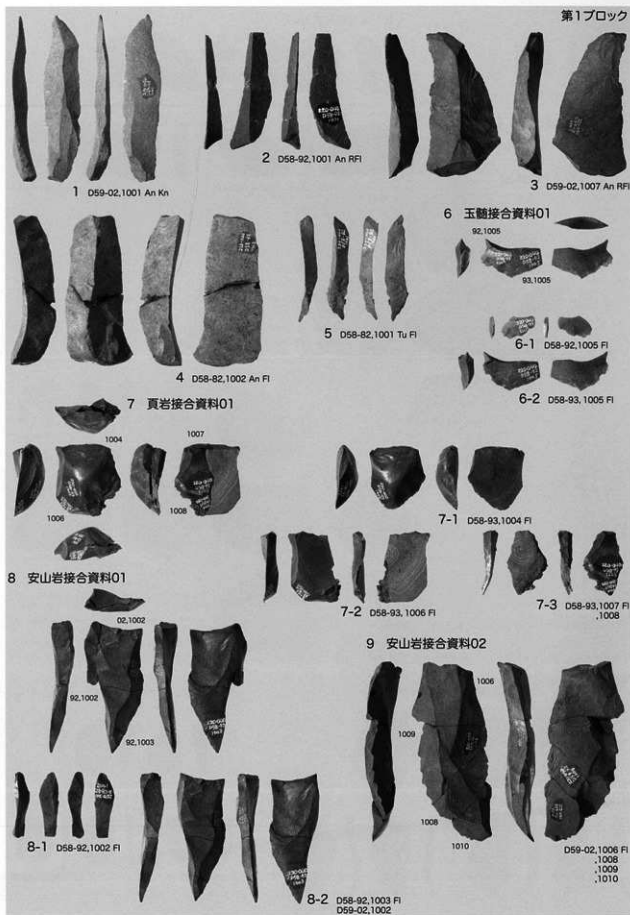 第1ブロック
1 D59-02,1001 An Kn
2 D58-92,1001 An RFl
3 D59-02,1007 An RFl
4 D58-82,1002 An Fl
5 D58-82,1001 Tu Fl
6 玉髄接合資料01
92,1005
93,1005
6-1 D58-92,1005 Fl
6-2 D58-93,1005 Fl
7 頁岩接合資料01
1004
1007
1006
1008
7-1 D58-93,1004 Fl
7-2 D58-93,1006 Fl
7-3 D58-93,1007 Fl
,1008
8 安山岩接合資料01
02,1002
92,1002
92,1003
8-1 D58-92,1002 Fl
8-2 D58-92,1003 Fl
D59-02,1002
9 安山岩接合資料02
1006
1009
1008
1010
D59-02,1006 Fl
,1008
,1009
,1010